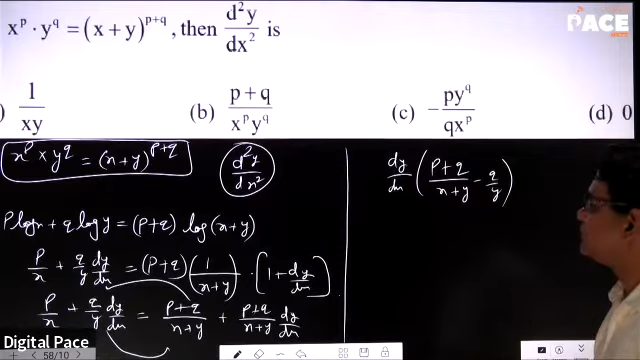 x^p · y^q = (x + y)^{p+q}, then d²y/dx² is
PACE
) 1/xy (b) (p + q)/(x^p y^q) (c) − py^q/qx^p (d) 0
x^p × y^q = (x+y)^{p+q} d²y/dx²
P log x + q log y = (p+q) log (x+y)
P/x + q/y dy/dx = (p+q) (1/(x+y)) · [1 + dy/dx]
P/x + q/y dy/dx = (p+q)/(x+y) + (p+q)/(x+y) dy/dx
dy/dx ( (p+q)/(x+y) − q/y )
Digital Pace
58/10